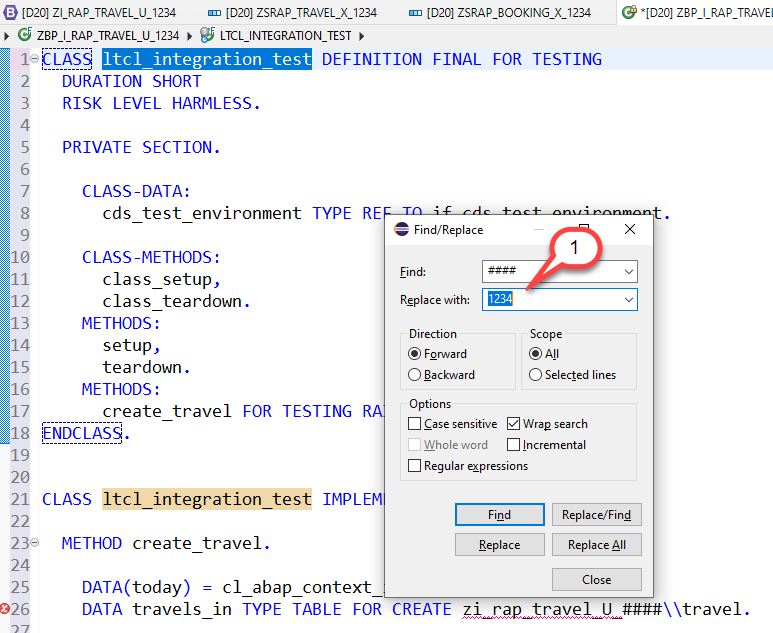 [D20] ZI_RAP_TRAVEL_U_1234
[D20] ZSRAP_TRAVEL_X_1234
[D20] ZSRAP_BOOKING_X_1234
*[D20] ZBP_I_RAP_TRAVEL
ZBP_I_RAP_TRAVEL_U_1234
LTCL_INTEGRATION_TEST
1 CLASS ltcl_integration_test DEFINITION FINAL FOR TESTING
2 DURATION SHORT
3 RISK LEVEL HARMLESS.
4
5 PRIVATE SECTION.
6
7 CLASS-DATA:
8 cds_test_environment TYPE REF TO if_cds_test_environment.
9
10 CLASS-METHODS:
11 class_setup,
12 class_teardown.
13 METHODS:
14 setup,
15 teardown.
16 METHODS:
17 create_travel FOR TESTING RA
18 ENDCLASS.
19
20
21 CLASS ltcl_integration_test IMPLEM
22
23 METHOD create_travel.
24
25 DATA(today) = cl_abap_context_
26 DATA travels_in TYPE TABLE FOR CREATE zi_rap_travel_U_####\\travel.
27
Find/Replace
1
Find:
####
Replace with:
1234
Direction
Forward
Backward
Scope
All
Selected lines
Options
Case sensitive
Wrap search
Whole word
Incremental
Regular expressions
Find
Replace/Find
Replace
Replace All
Close